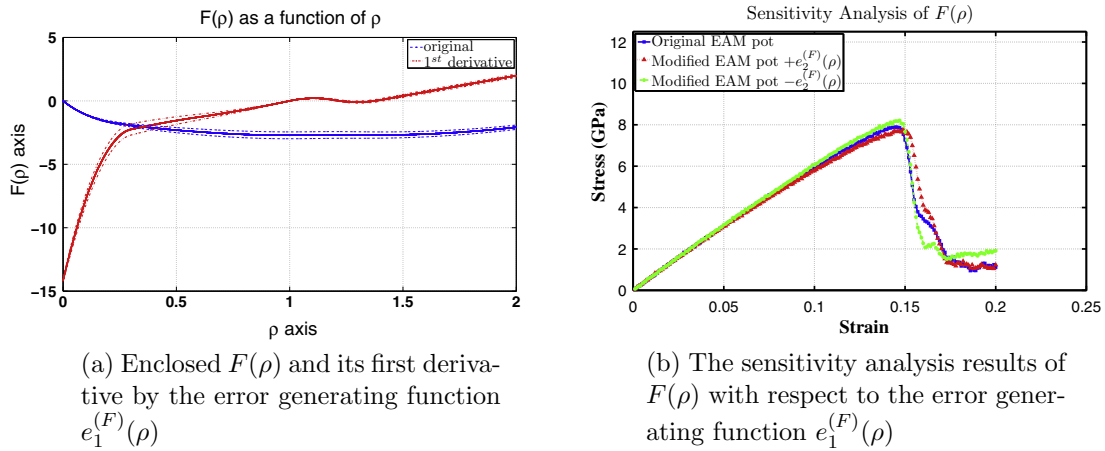 F(ρ) as a function of ρ
5
0
−5
−10
−15
F(ρ) axis
original
1st derivative
0
0.5
1
1.5
2
ρ axis
(a) Enclosed F(ρ) and its first deriva-
tive by the error generating function
e_1^{(F)}(ρ)
Sensitivity Analysis of F(ρ)
12
10
8
6
4
2
0
Stress (GPa)
Original EAM pot
Modified EAM pot +e_2^{(F)}(ρ)
Modified EAM pot −e_2^{(F)}(ρ)
0
0.05
0.1
0.15
0.2
0.25
Strain
(b) The sensitivity analysis results of
F(ρ) with respect to the error gener-
ating function e_1^{(F)}(ρ)